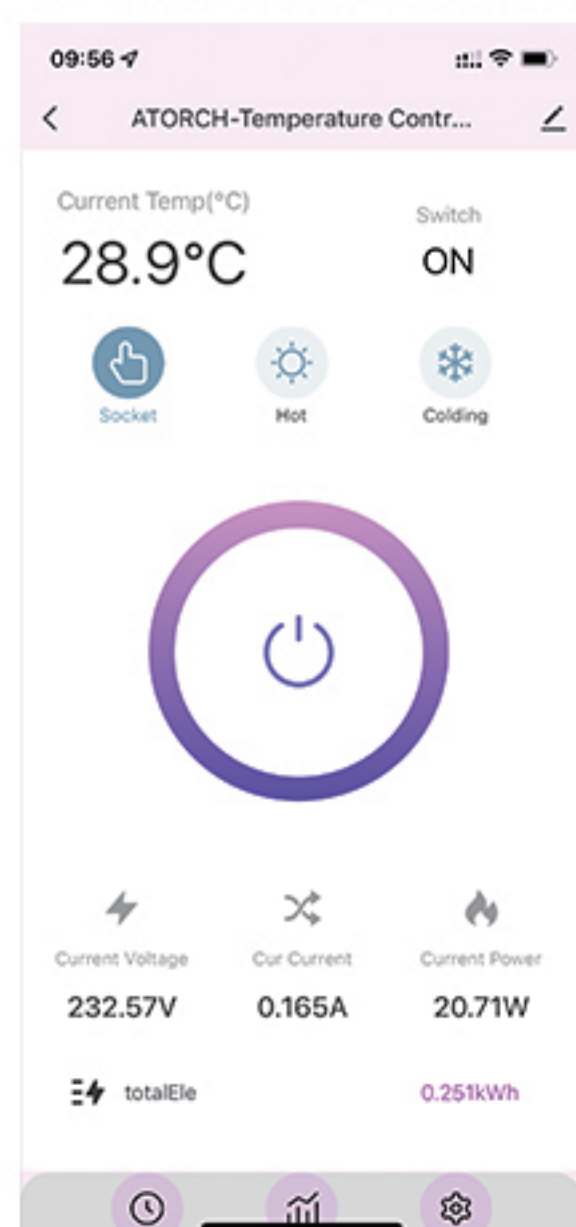 09:56
ATORCH-Temperature Contr...
Current Temp(°C)
Switch
28.9°C
ON
Socket
Hot
Colding
Current Voltage
Cur Current
Current Power
232.57V
0.165A
20.71W
totalEle
0.251kWh